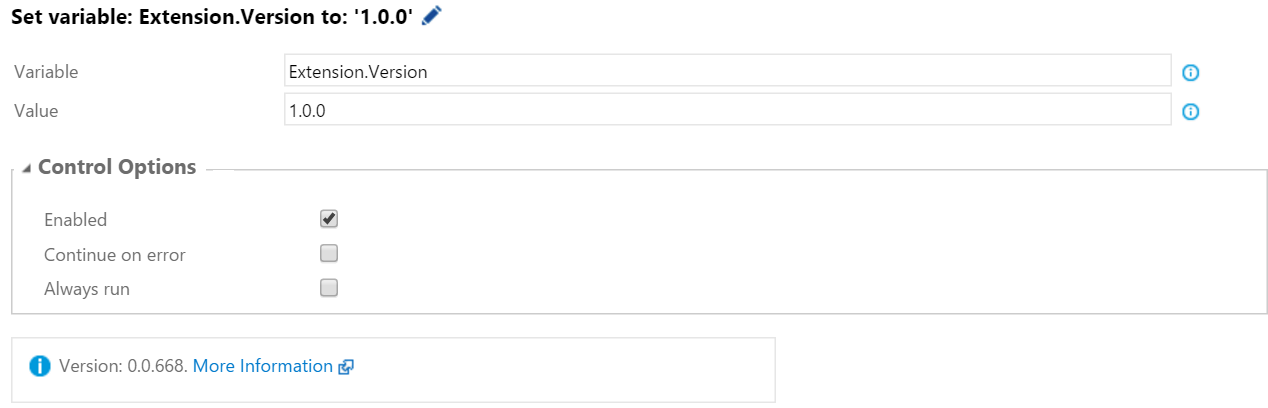 Set variable: Extension.Version to: '1.0.0'
Variable Extension.Version
Value 1.0.0
Control Options
Enabled
Continue on error
Always run
Version: 0.0.668. More Information